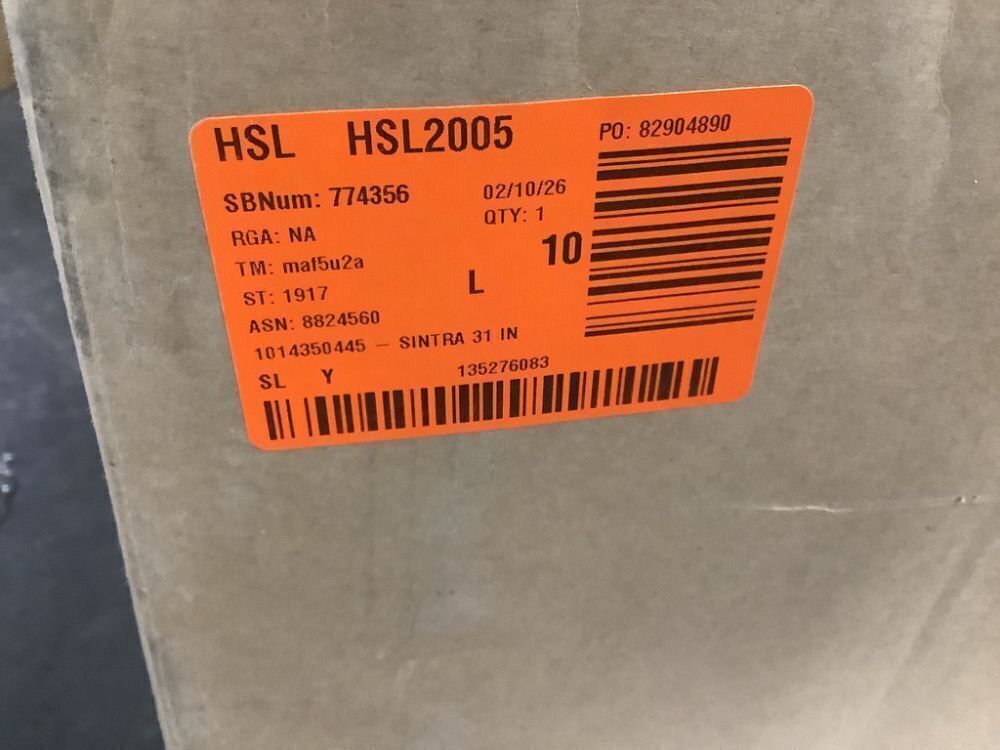 HSL HSL2005 PO: 82904890
SBNum: 774356 02/10/26
RGA: NA QTY: 1
TM: maf5u2a 10
ST: 1917 L
ASN: 8824560
1014350445 - SINTRA 31 IN
SL Y 135276083